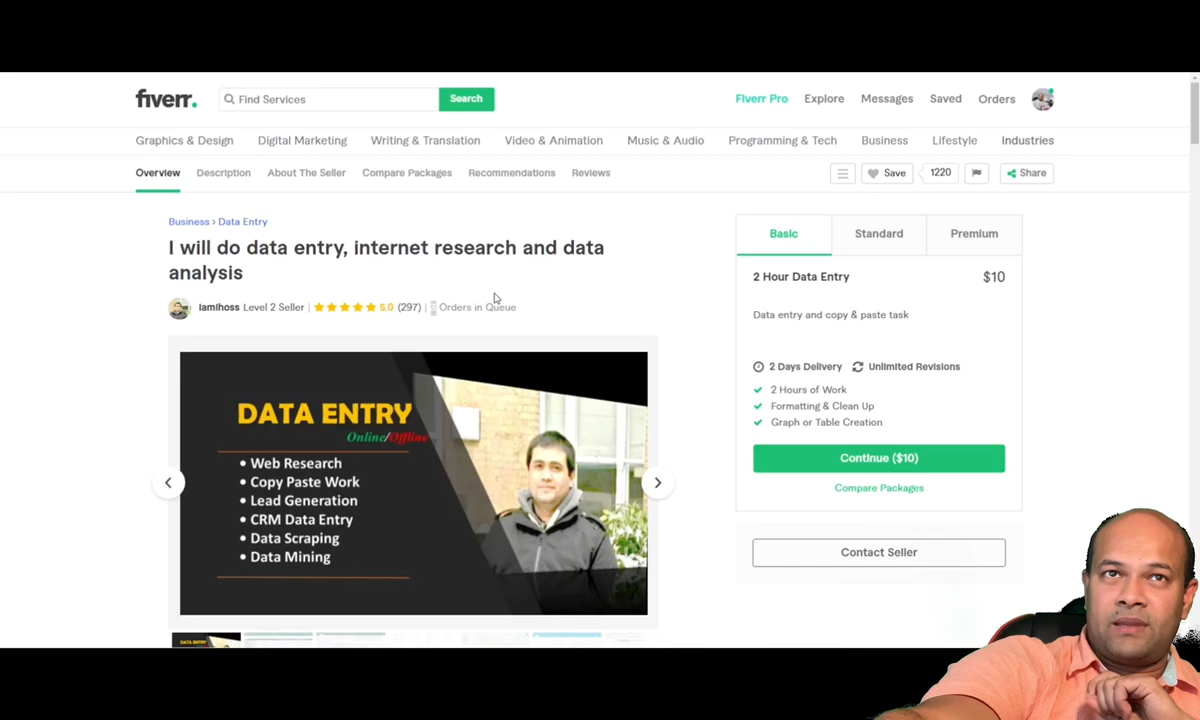 fiverr.
Find Services
Search
Fiverr Pro
Explore
Messages
Saved
Orders
Graphics & Design
Digital Marketing
Writing & Translation
Video & Animation
Music & Audio
Programming & Tech
Business
Lifestyle
Industries
Overview
Description
About The Seller
Compare Packages
Recommendations
Reviews
Save
1220
Share
Business > Data Entry
I will do data entry, internet research and data
analysis
iamihoss Level 2 Seller | 5.0 (297) | Orders in Queue
DATA ENTRY
Online/Offline
• Web Research
• Copy Paste Work
• Lead Generation
• CRM Data Entry
• Data Scraping
• Data Mining
Basic
Standard
Premium
2 Hour Data Entry
$10
Data entry and copy & paste task
2 Days Delivery
Unlimited Revisions
2 Hours of Work
Formatting & Clean Up
Graph or Table Creation
Continue ($10)
Compare Packages
Contact Seller
DATA ENTRY